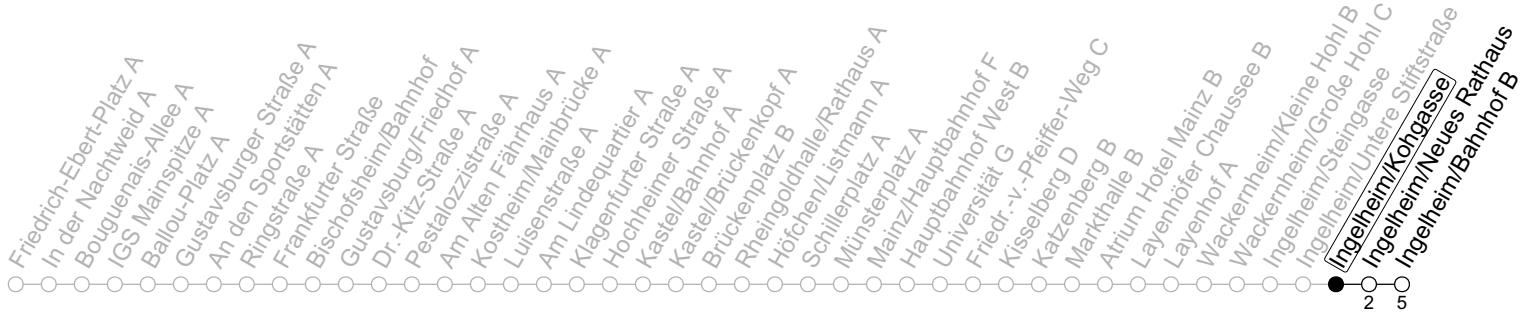 Friedrich-Ebert-Platz A
In der Nachtweid A
Bouguenais-Allee A
IGS Mainspitze A
Ballou-Platz A
Gustavsburger Straße A
An den Sportstätten A
Ringstraße A
Frankfurter Straße
Bischofsheim/Bahnhof
Gustavsburg/Friedhof A
Dr.-Kitz-Straße A
Pestalozzistraße A
Am Alten Fährhaus A
Kostheim/Mainbrücke A
Luisenstraße A
Am Lindequartier A
Klagenfurter Straße A
Hochheimer Straße A
Kastel/Bahnhof A
Kastel/Brückenkopf A
Brückenplatz B
Rheingoldhalle/Rathaus A
Höfchen/Listmann A
Schillerplatz A
Münsterplatz A
Mainz/Hauptbahnhof F
Hauptbahnhof West B
Universität G
Friedr.-v.-Pfeiffer-Weg C
Kisselberg D
Katzenberg B
Markthalle B
Atrium Hotel Mainz B
Layenhöfer Chaussee B
Layenhof A
Wackernheim/Kleine Hohl B
Wackernheim/Große Hohl C
Ingelheim/Steingasse
Ingelheim/Untere Stiftstraße
Ingelheim/Kohgasse
Ingelheim/Neues Rathaus
Ingelheim/Bahnhof B
2
5